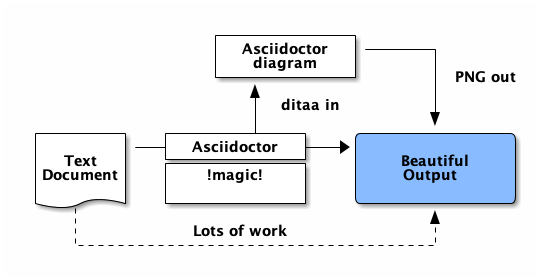 Asciidoctor
diagram
PNG out
ditaa in
Text
Document
Asciidoctor
!magic!
Beautiful
Output
Lots of work